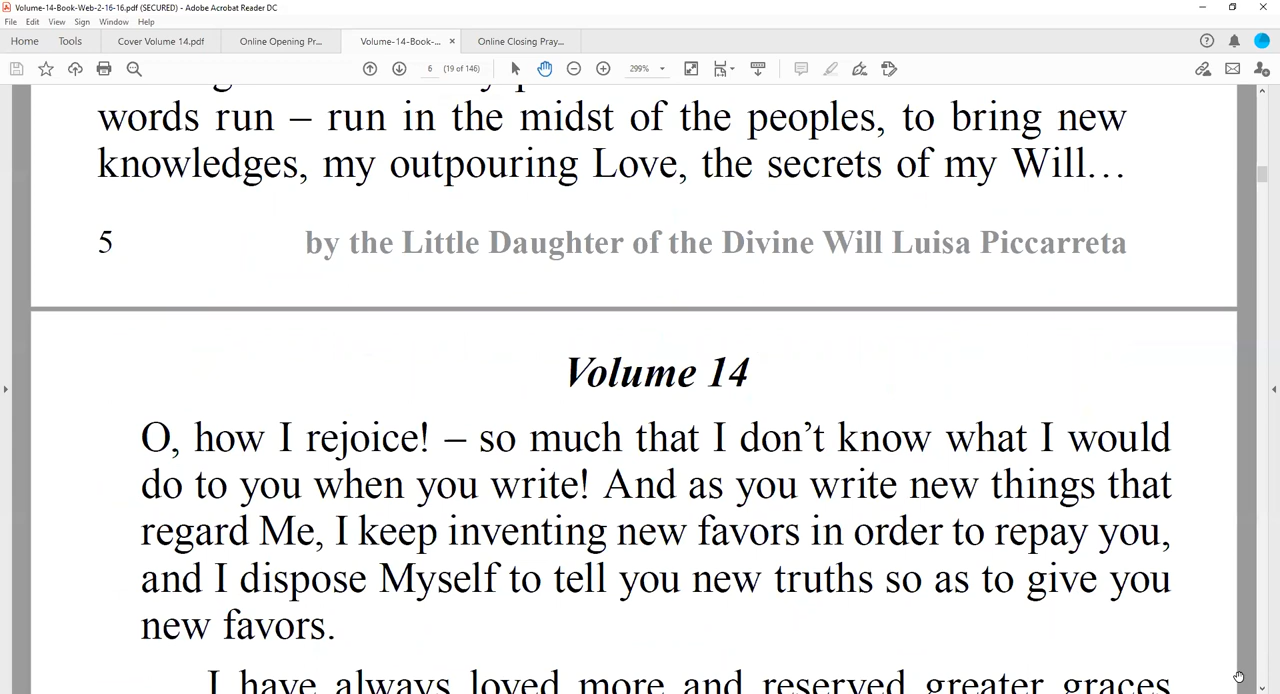 Volume-14-Book-Web-2-16-16.pdf (SECURED) - Adobe Acrobat Reader DC
File Edit View Sign Window Help
Home Tools Cover Volume 14.pdf Online Opening Pr... Volume-14-Book-... × Online Closing Pray...
6 (19 of 146) 299%
words run – run in the midst of the peoples, to bring new
knowledges, my outpouring Love, the secrets of my Will…
5 by the Little Daughter of the Divine Will Luisa Piccarreta
Volume 14
O, how I rejoice! – so much that I don’t know what I would
do to you when you write! And as you write new things that
regard Me, I keep inventing new favors in order to repay you,
and I dispose Myself to tell you new truths so as to give you
new favors.
I have always loved more and reserved greater graces